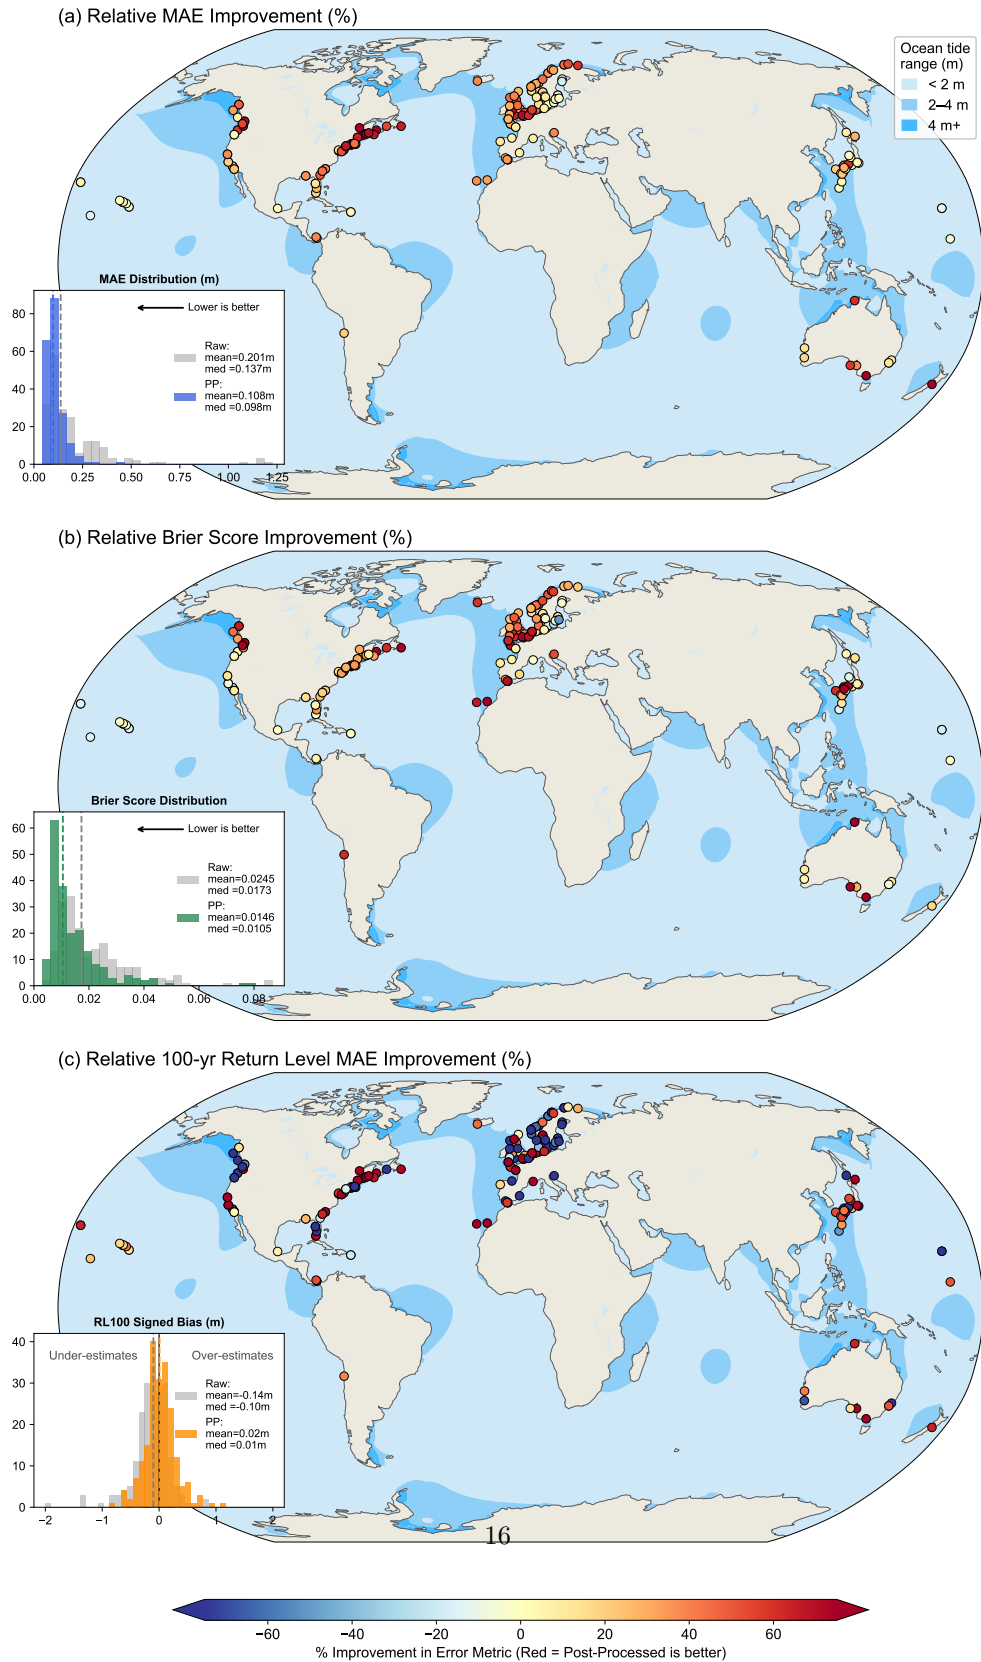 (a) Relative MAE Improvement (%)
Ocean tide
range (m)
< 2 m
2–4 m
4 m+
MAE Distribution (m)
Lower is better
Raw:
mean=0.201m
med =0.137m
PP:
mean=0.108m
med =0.098m
80
60
40
20
0
0.00
0.25
0.50
0.75
1.00
1.25
(b) Relative Brier Score Improvement (%)
Brier Score Distribution
Lower is better
Raw:
mean=0.0245
med =0.0173
PP:
mean=0.0146
med =0.0105
60
50
40
30
20
10
0
0.00
0.02
0.04
0.06
0.08
(c) Relative 100-yr Return Level MAE Improvement (%)
RL100 Signed Bias (m)
Under-estimates
Over-estimates
Raw:
mean=-0.14m
med =-0.10m
PP:
mean=0.02m
med =0.01m
40
30
20
10
0
−2
−1
0
1
2
16
−60
−40
−20
0
20
40
60
% Improvement in Error Metric (Red = Post-Processed is better)